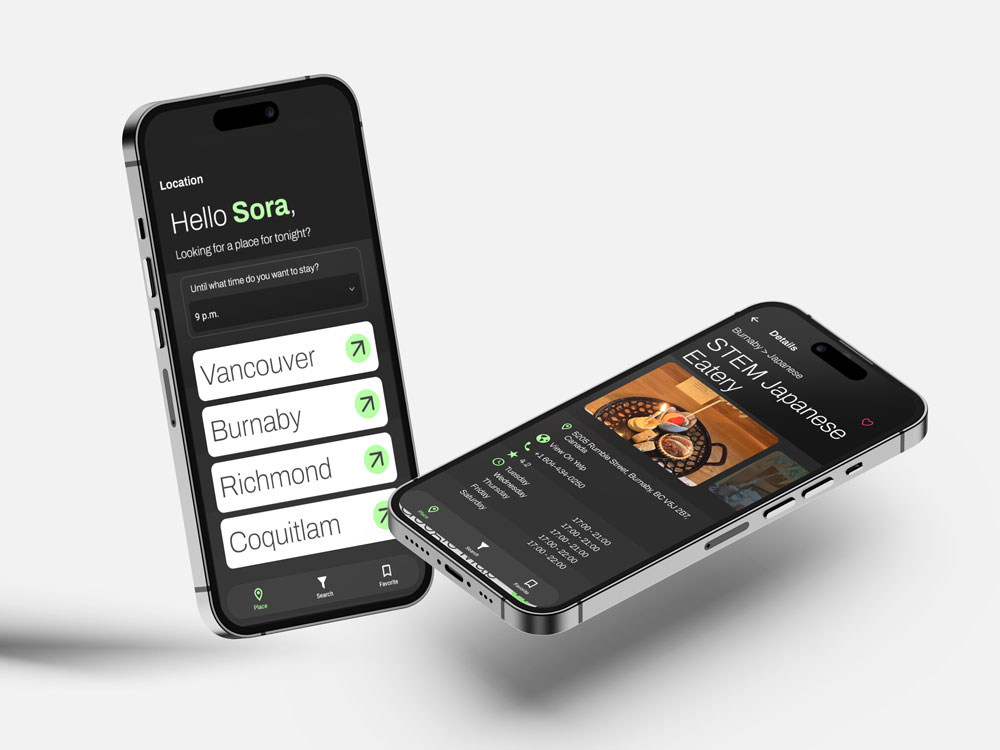 Location
Hello Sora,
Looking for a place for tonight?
Until what time do you want to stay?
9 p.m.
Vancouver
Burnaby
Richmond
Coquitlam
Place
Search
Favorite
Details
Burnaby > Japanese
STEM Japanese
Eatery
5205 Rumble Street, Burnaby, BC V5J 2B7,
Canada
View On Yelp
+1 604-434-0250
4.2
Tuesday
Wednesday
Thursday
Friday
Saturday
17:00 - 21:00
17:00 - 21:00
17:00 - 21:00
17:00 - 22:00
17:00 - 22:00
Place
Search
Favorite